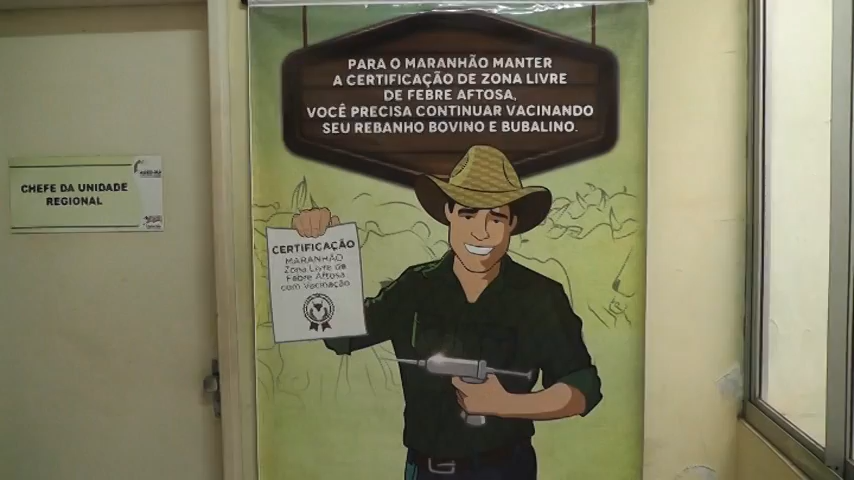 PARA O MARANHÃO MANTER
A CERTIFICAÇÃO DE ZONA LIVRE
DE FEBRE AFTOSA,
VOCÊ PRECISA CONTINUAR VACINANDO
SEU REBANHO BOVINO E BUBALINO.
CHEFE DA UNIDADE
REGIONAL
CERTIFICAÇÃO
MARANHÃO
Zona Livre de
Febre Aftosa
com Vacinação